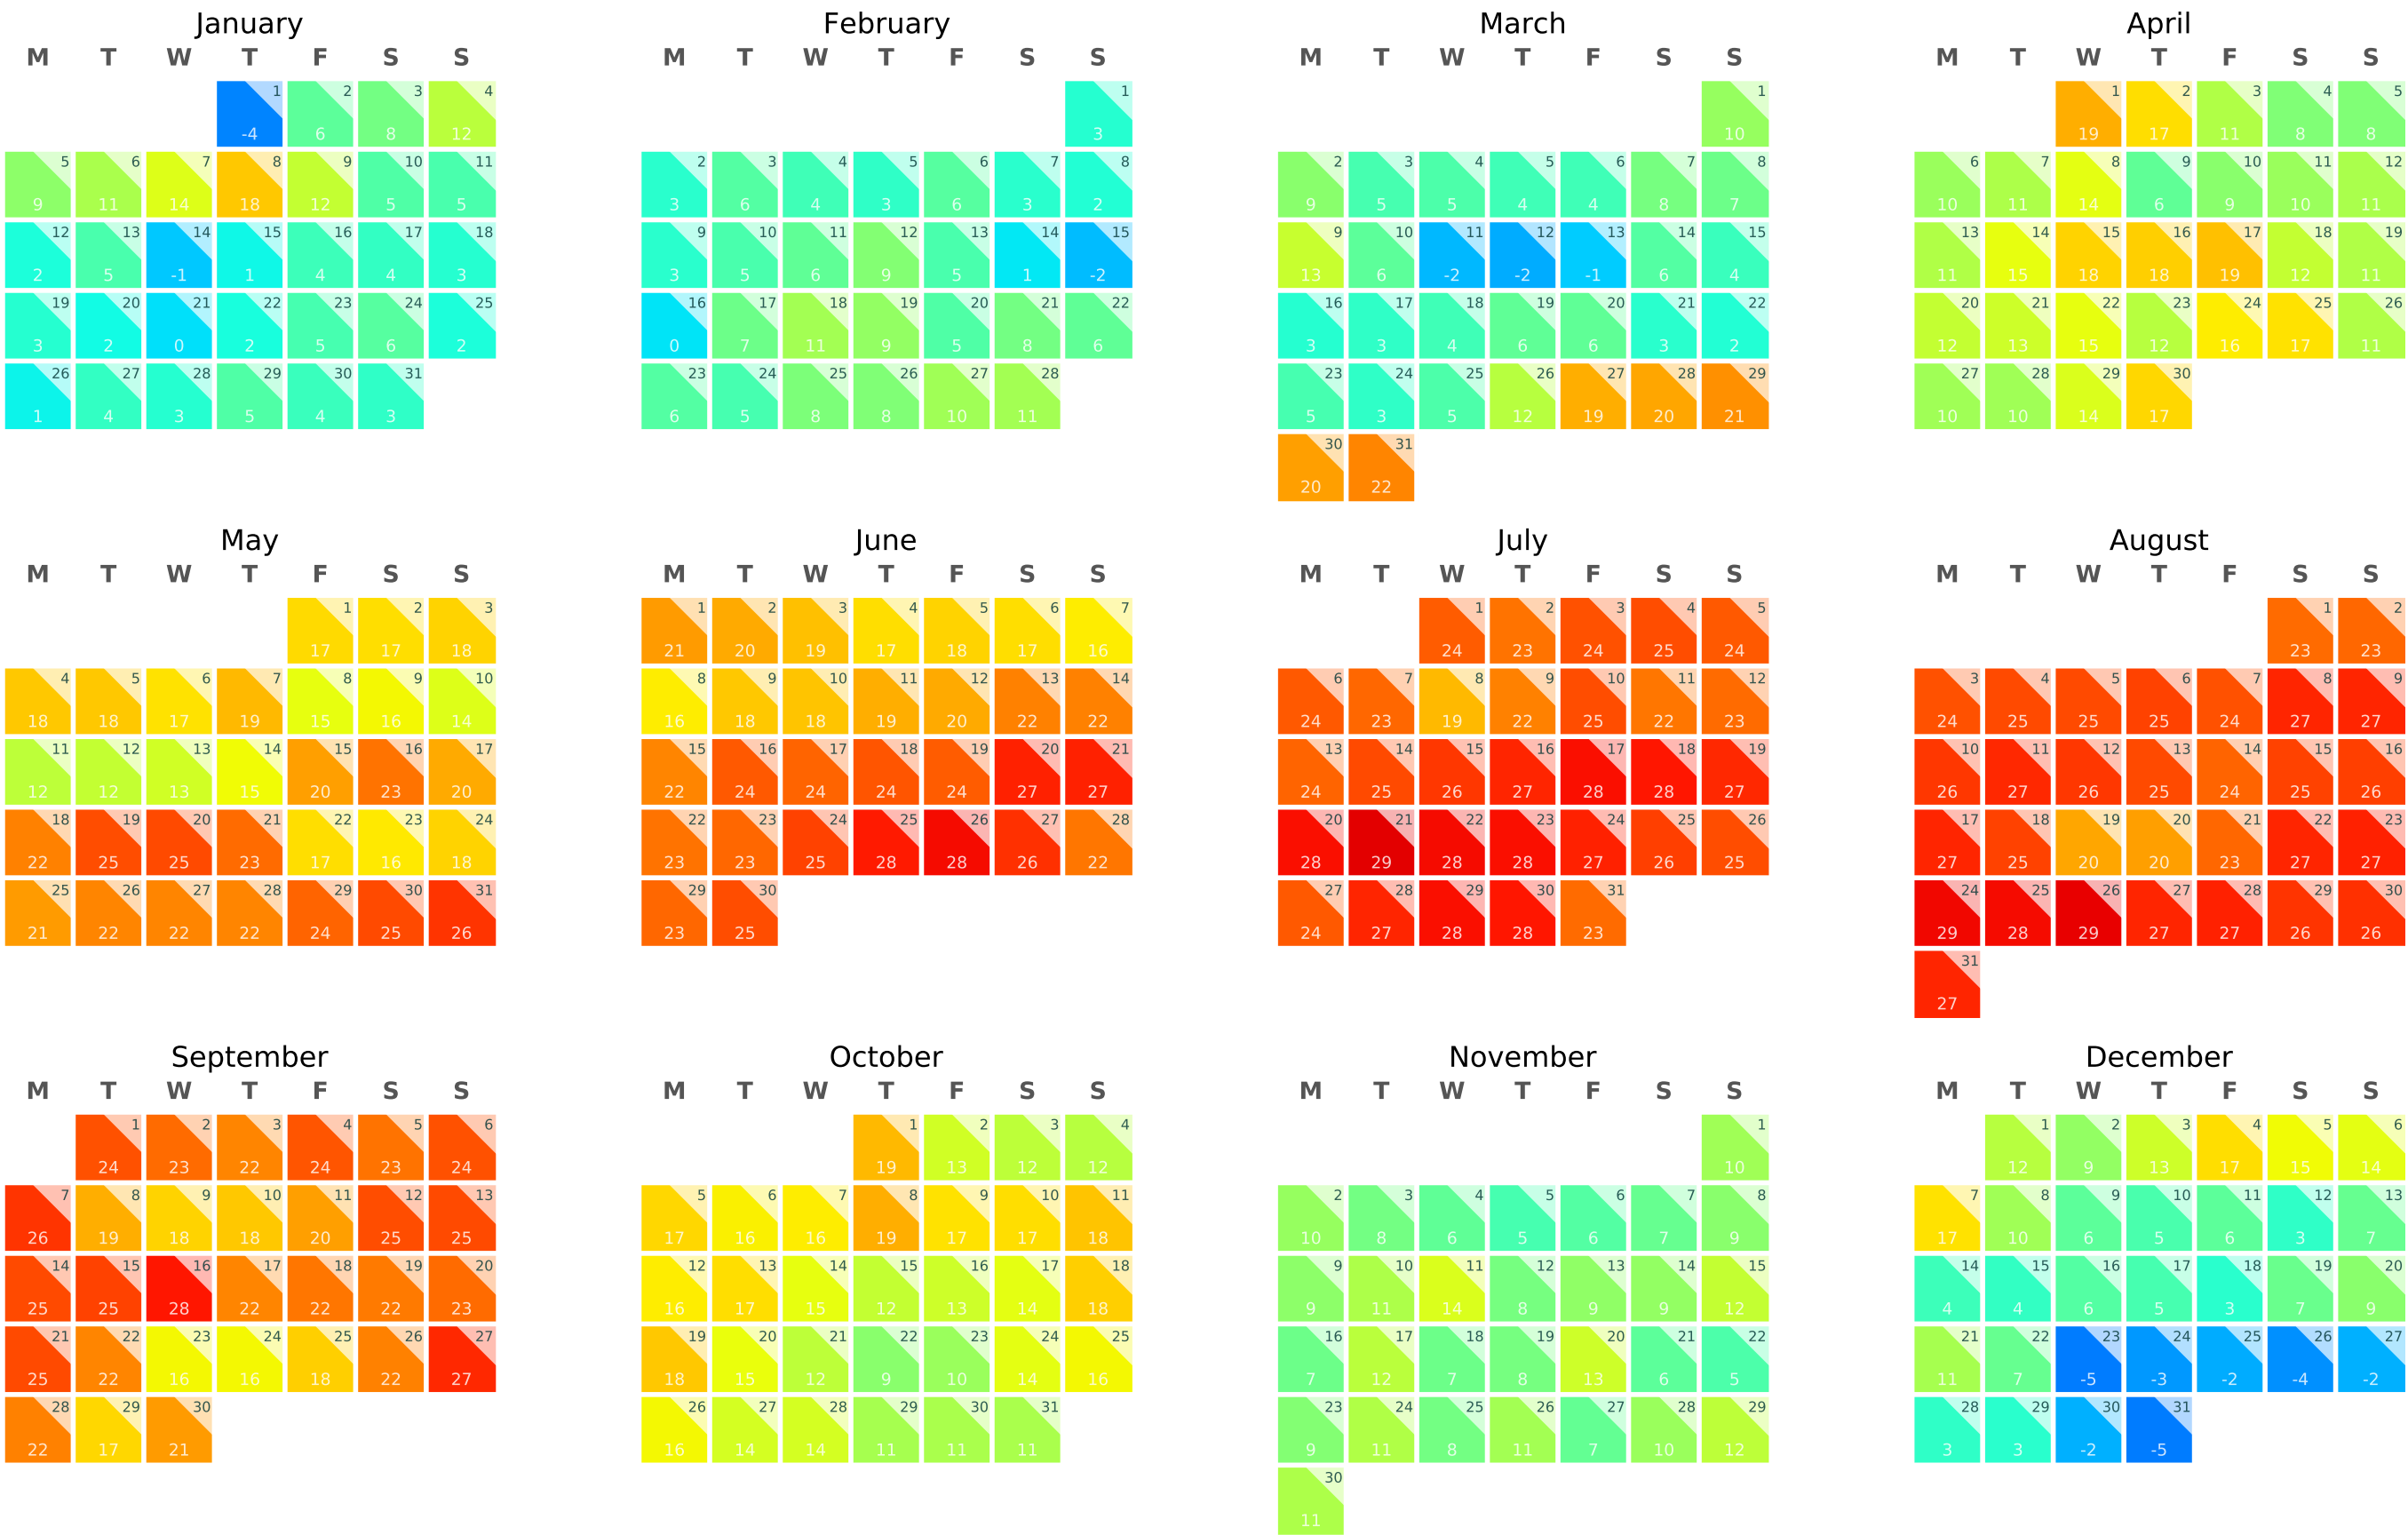 January February March April
M T W T F S S M T W T F S S M T W T F S S M T W T F S S
1 2 3 4 1 1 1 2 3 4 5
-4 6 8 12 3 10 19 17 11 8 8
5 6 7 8 9 10 11 2 3 4 5 6 7 8 2 3 4 5 6 7 8 6 7 8 9 10 11 12
9 11 14 18 12 5 5 3 6 4 3 6 3 2 9 5 5 4 4 8 7 10 11 14 6 9 10 11
12 13 14 15 16 17 18 9 10 11 12 13 14 15 9 10 11 12 13 14 15 13 14 15 16 17 18 19
2 5 -1 1 4 4 3 3 5 6 9 5 1 -2 13 6 -2 -2 -1 6 4 11 15 18 18 19 12 11
19 20 21 22 23 24 25 16 17 18 19 20 21 22 16 17 18 19 20 21 22 20 21 22 23 24 25 26
3 2 0 2 5 6 2 0 7 11 9 5 8 6 3 3 4 6 6 3 2 12 13 15 12 16 17 11
26 27 28 29 30 31 23 24 25 26 27 28 23 24 25 26 27 28 29 27 28 29 30
1 4 3 5 4 3 6 5 8 8 10 11 5 3 5 12 19 20 21 10 10 14 17
30 31
20 22
May June July August
M T W T F S S M T W T F S S M T W T F S S M T W T F S S
1 2 3 1 2 3 4 5 6 7 1 2 3 4 5 1 2
17 17 18 21 20 19 17 18 17 16 24 23 24 25 24 23 23
4 5 6 7 8 9 10 8 9 10 11 12 13 14 6 7 8 9 10 11 12 3 4 5 6 7 8 9
18 18 17 19 15 16 14 16 18 18 19 20 22 22 24 23 19 22 25 22 23 24 25 25 25 24 27 27
11 12 13 14 15 16 17 15 16 17 18 19 20 21 13 14 15 16 17 18 19 10 11 12 13 14 15 16
12 12 13 15 20 23 20 22 24 24 24 24 27 27 24 25 26 27 28 28 27 26 27 26 25 24 25 26
18 19 20 21 22 23 24 22 23 24 25 26 27 28 20 21 22 23 24 25 26 17 18 19 20 21 22 23
22 25 25 23 17 16 18 23 23 25 28 28 26 22 28 29 28 28 27 26 25 27 25 20 20 23 27 27
25 26 27 28 29 30 31 29 30 27 28 29 30 31 24 25 26 27 28 29 30
21 22 22 22 24 25 26 23 25 24 27 28 28 23 29 28 29 27 27 26 26
31
27
September October November December
M T W T F S S M T W T F S S M T W T F S S M T W T F S S
1 2 3 4 5 6 1 2 3 4 1 1 2 3 4 5 6
24 23 22 24 23 24 19 13 12 12 10 12 9 13 17 15 14
7 8 9 10 11 12 13 5 6 7 8 9 10 11 2 3 4 5 6 7 8 7 8 9 10 11 12 13
26 19 18 18 20 25 25 17 16 16 19 17 17 18 10 8 6 5 6 7 9 17 10 6 5 6 3 7
14 15 16 17 18 19 20 12 13 14 15 16 17 18 9 10 11 12 13 14 15 14 15 16 17 18 19 20
25 25 28 22 22 22 23 16 17 15 12 13 14 18 9 11 14 8 9 9 12 4 4 6 5 3 7 9
21 22 23 24 25 26 27 19 20 21 22 23 24 25 16 17 18 19 20 21 22 21 22 23 24 25 26 27
25 22 16 16 18 22 27 18 15 12 9 10 14 16 7 12 7 8 13 6 5 11 7 -5 -3 -2 -4 -2
28 29 30 26 27 28 29 30 31 23 24 25 26 27 28 29 28 29 30 31
22 17 21 16 14 14 11 11 11 9 11 8 11 7 10 12 3 3 -2 -5
30
11